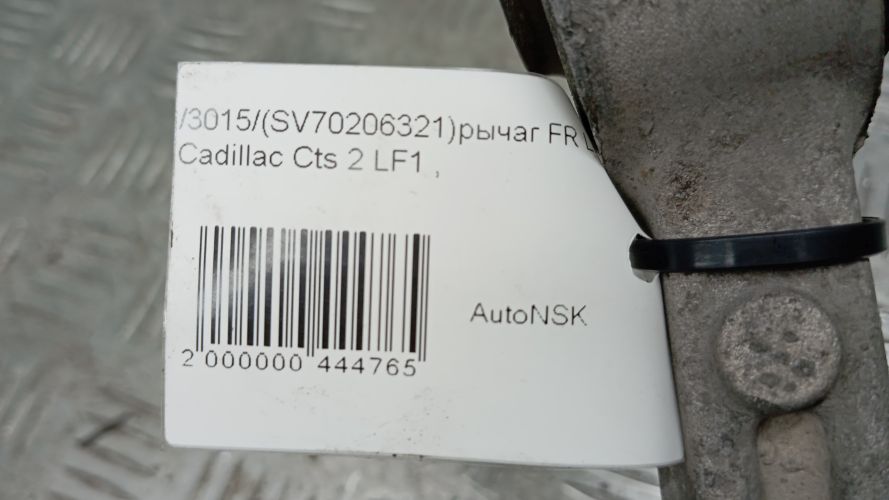 /3015/(SV70206321)рычаг FR
Cadillac Cts 2 LF1 ,
2 000000 444765
AutoNSK